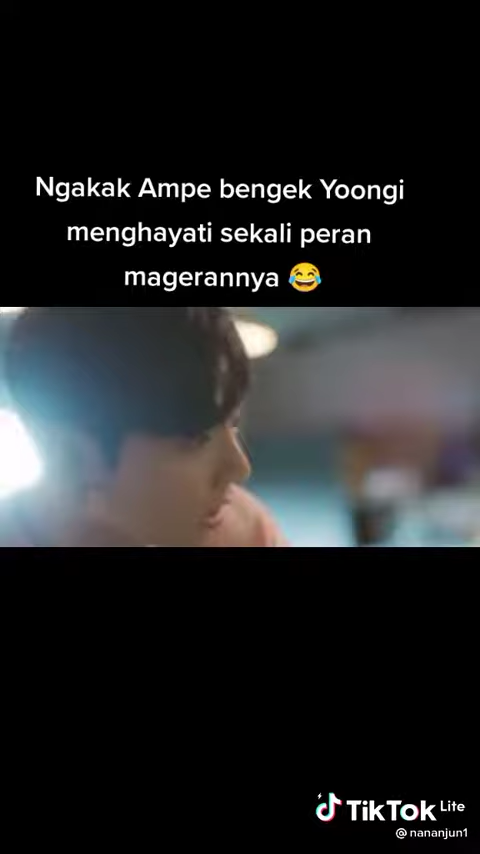 Ngakak Ampe bengek Yoongi
menghayati sekali peran
magerannya 😂
TikTok Lite
@nananjun1